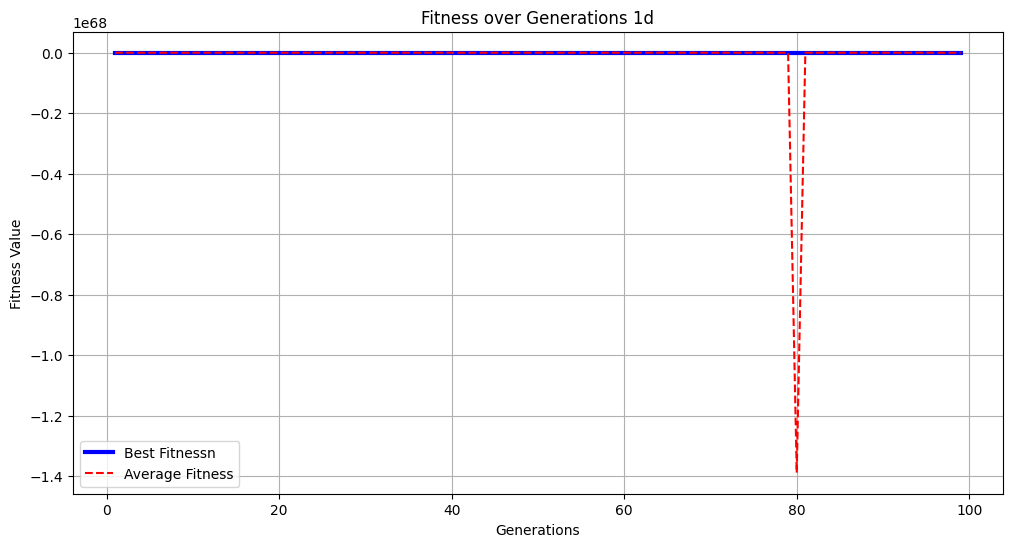 Fitness over Generations 1d
1e68
0.0
−0.2
−0.4
−0.6
−0.8
−1.0
−1.2
−1.4
Fitness Value
Best Fitnessn
Average Fitness
0 20 40 60 80 100
Generations